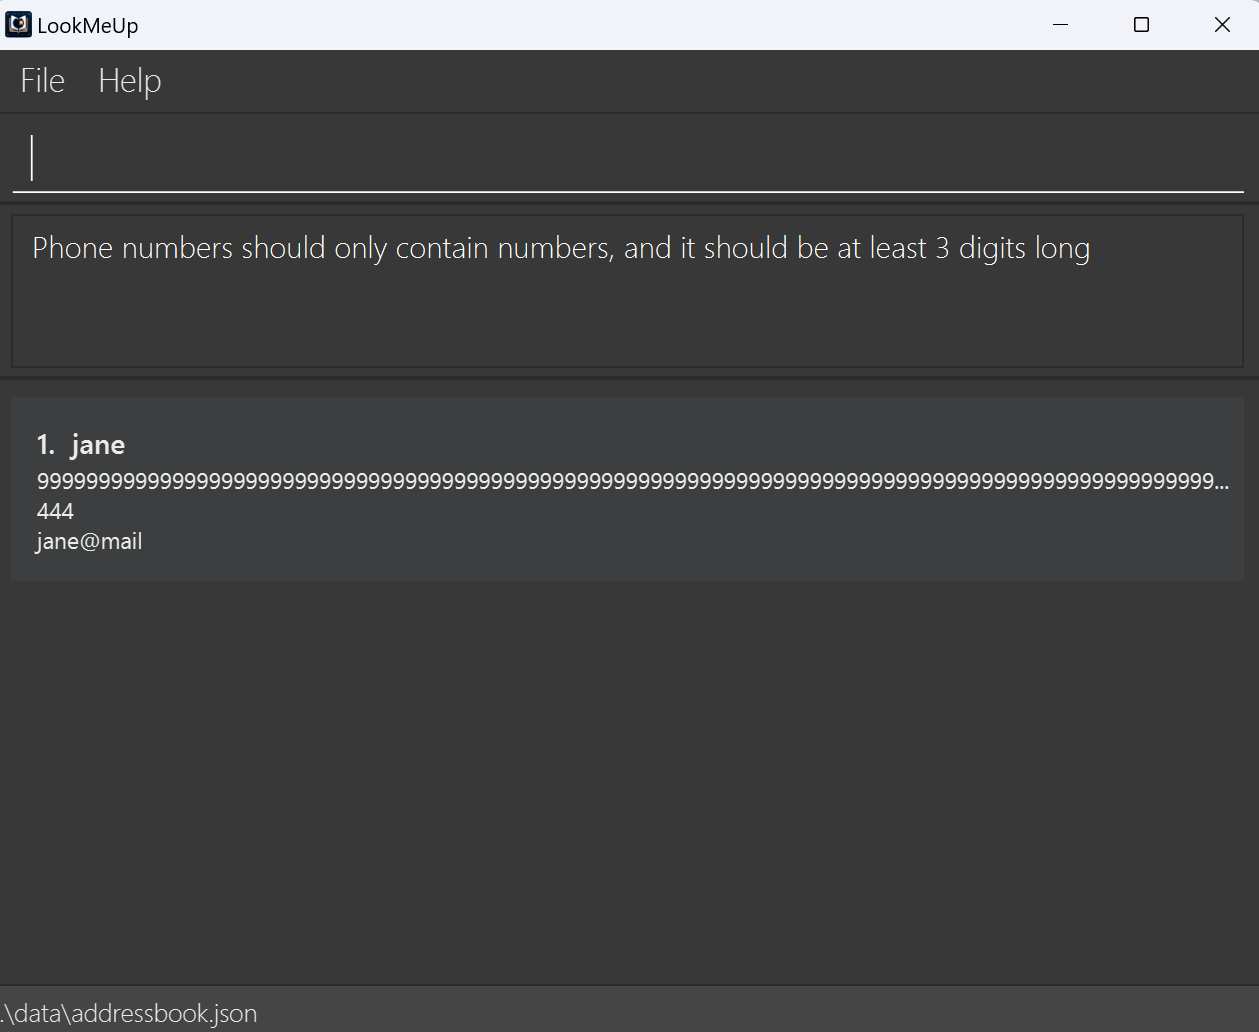 LookMeUp
File Help
Phone numbers should only contain numbers, and it should be at least 3 digits long
1. jane
99999999999999999999999999999999999999999999999999999999999999999999999999999999999999999999999999...
444
jane@mail
.\data\addressbook.json